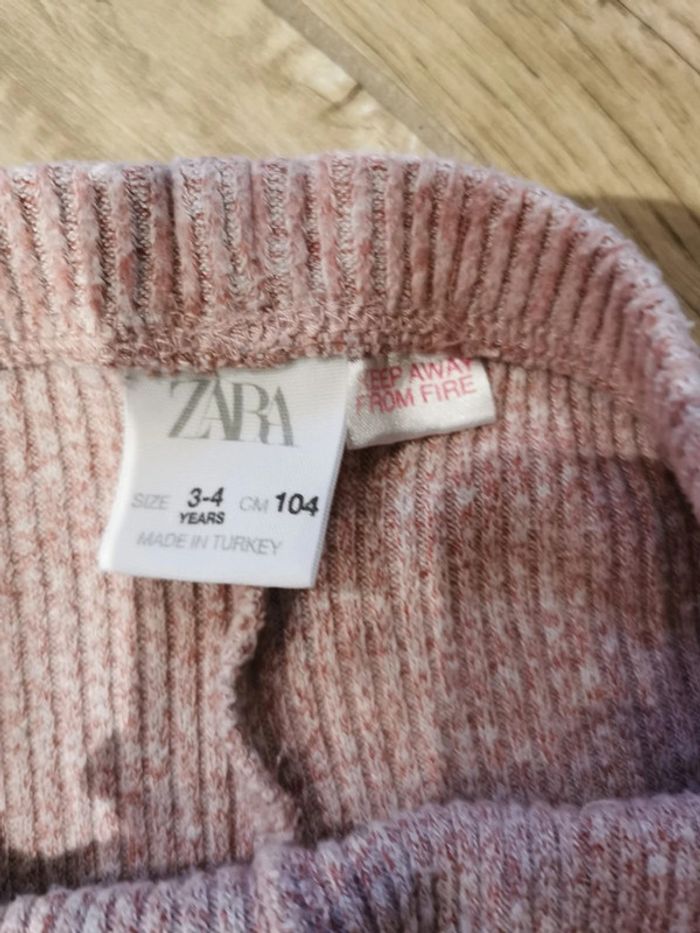 ZARA
SIZE 3-4 CM 104
YEARS
MADE IN TURKEY
KEEP AWAY
FROM FIRE